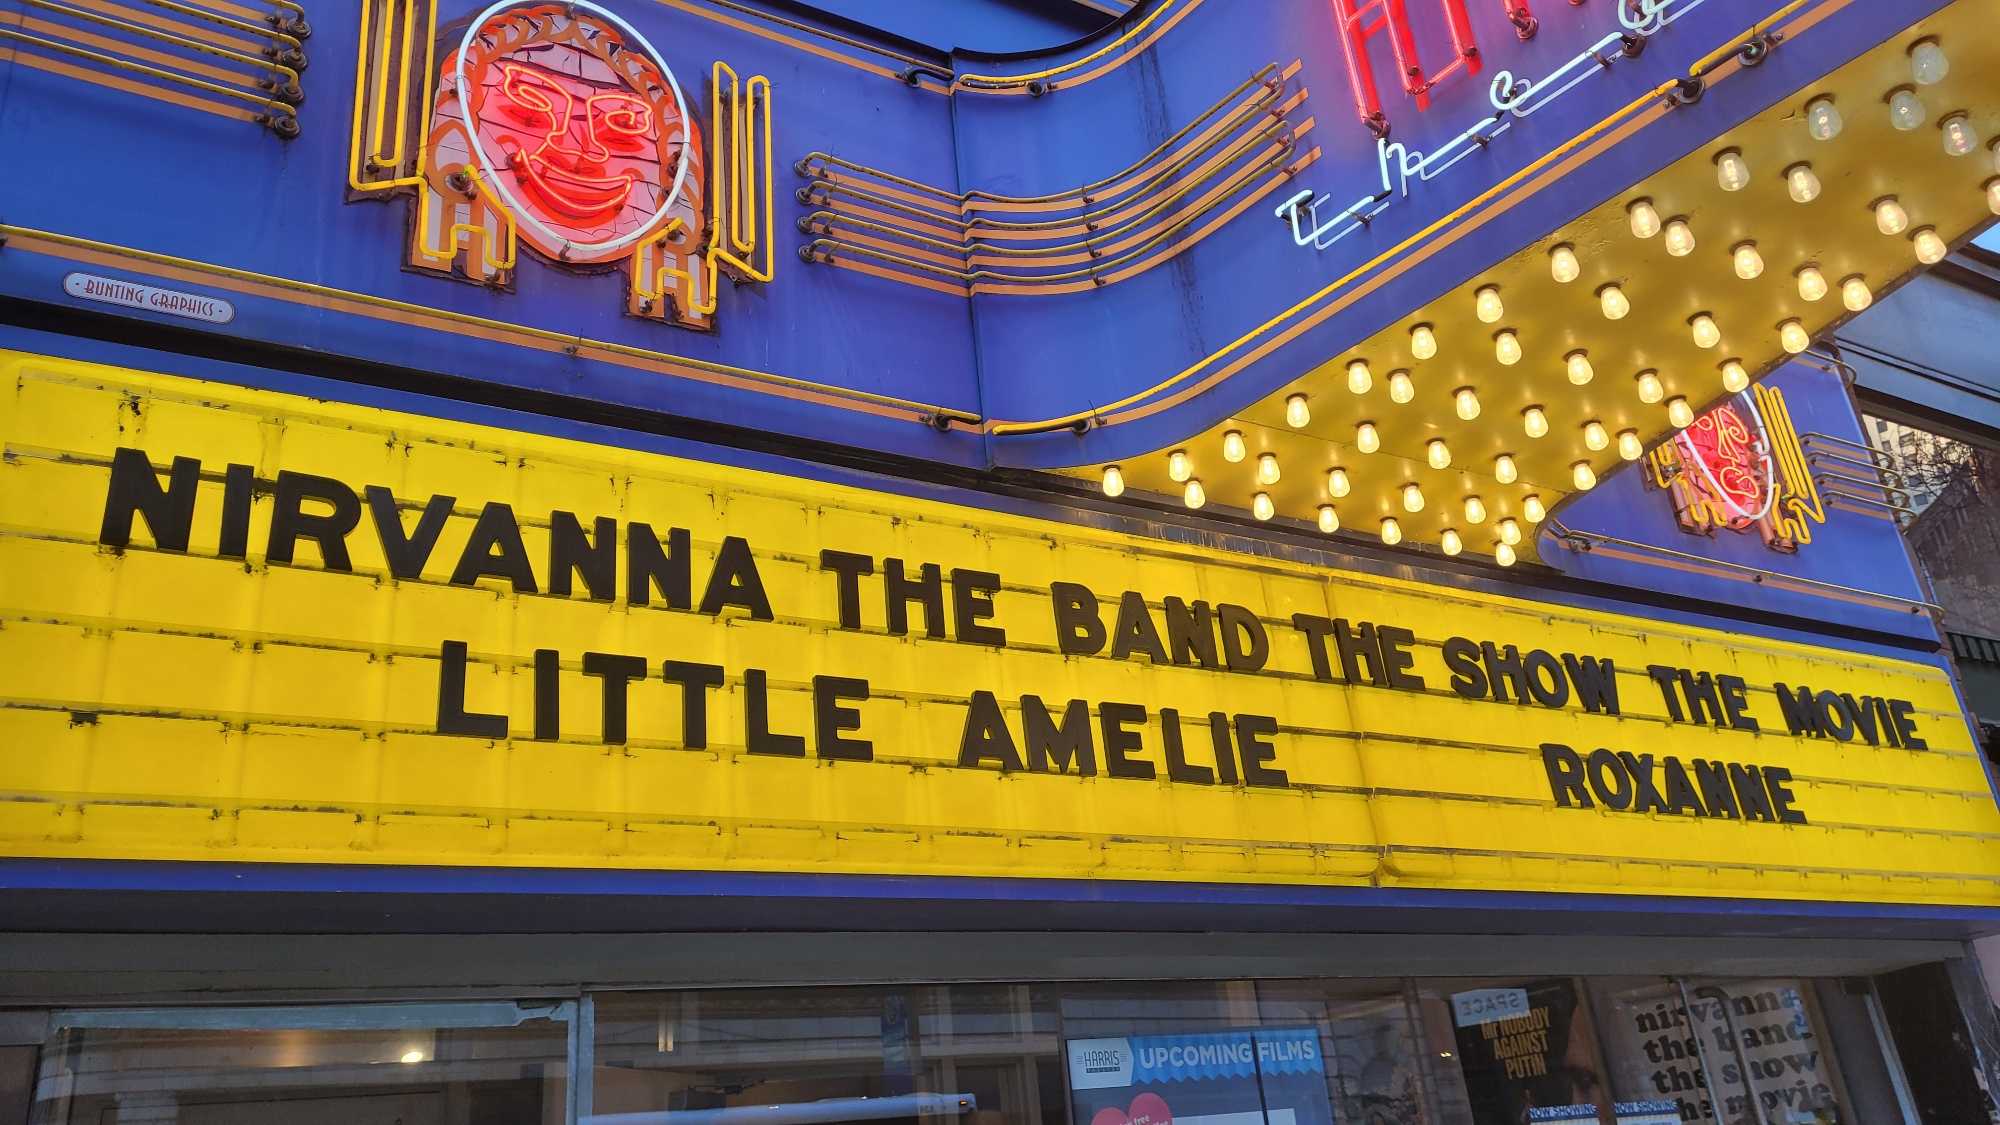 BUNTING GRAPHICS
NIRVANNA THE BAND THE SHOW THE MOVIE
LITTLE AMELIE ROXANNE
HARRIS
THEATER
UPCOMING FILMS
SPACE
Mr NOBODY
AGAINST
PUTIN
NOW SHOWING
NOW SHOWING
nirvanna
the band
the show
the movie